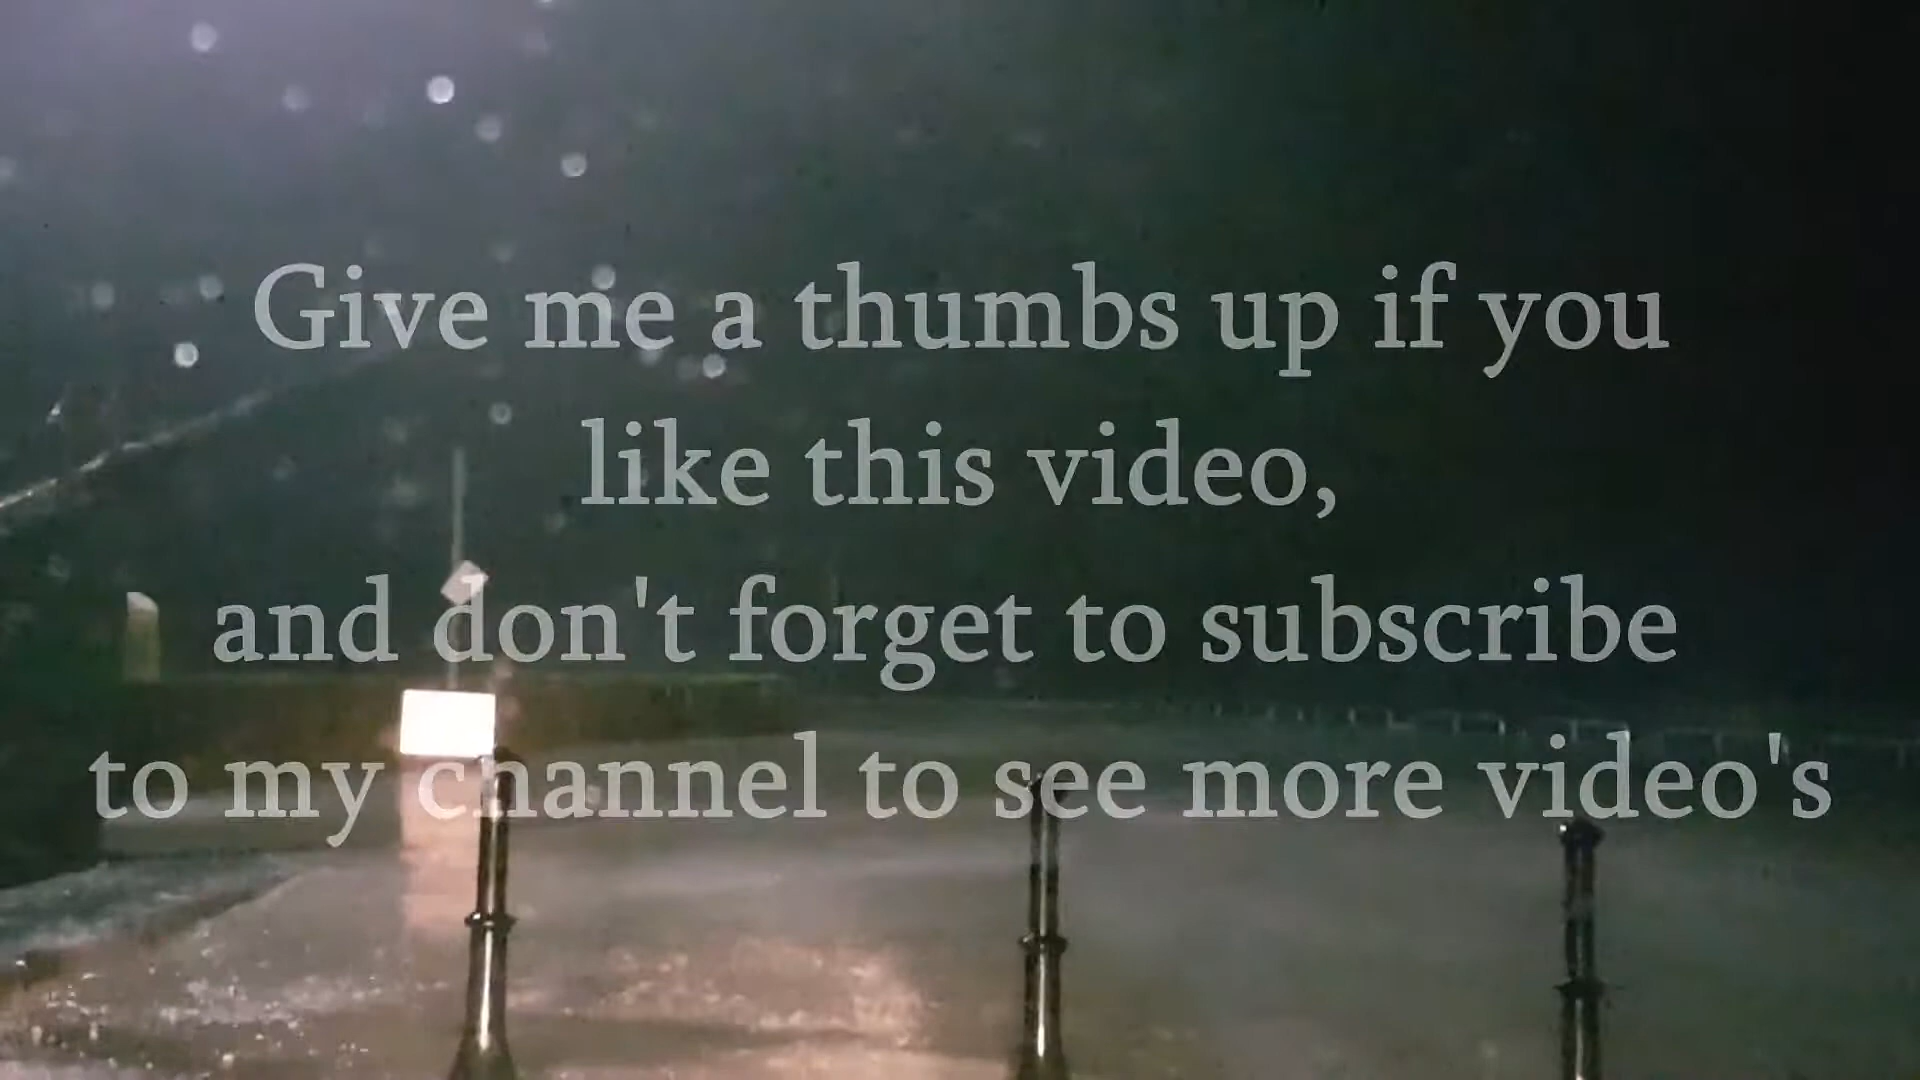 Give me a thumbs up if you
like this video,
and don't forget to subscribe
to my channel to see more video's